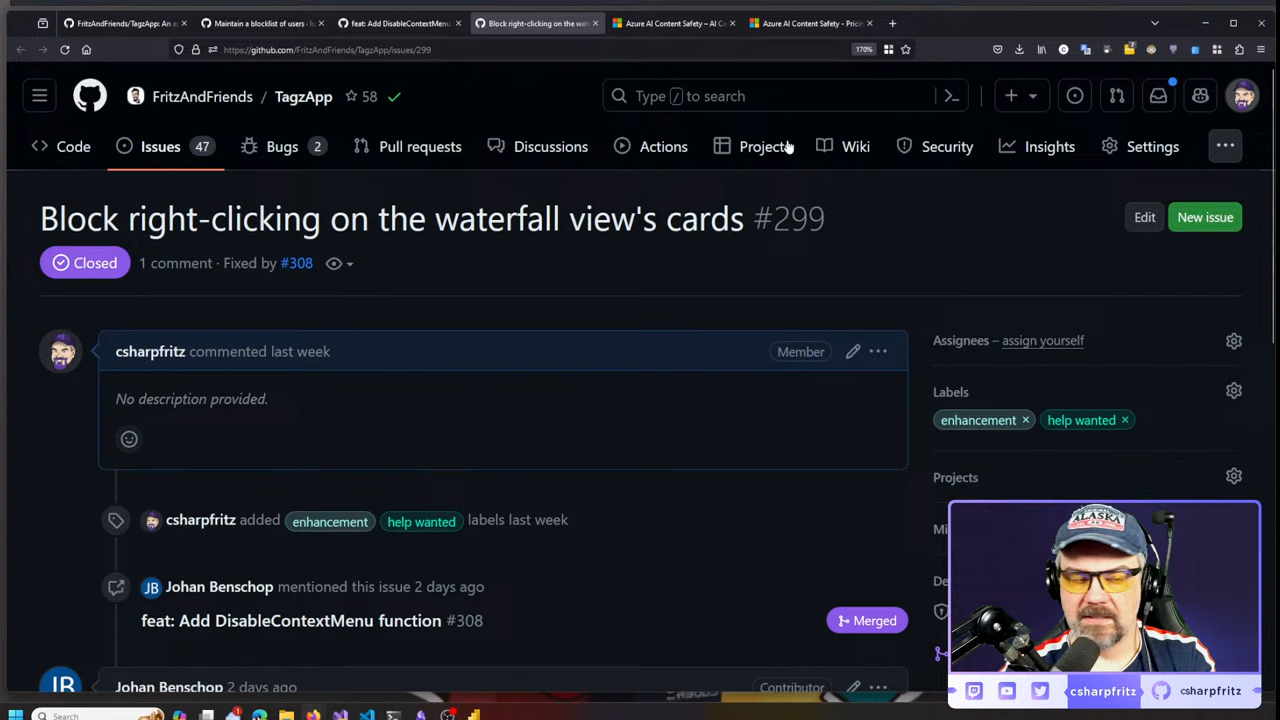 FritzAndFriends/TagzApp: An a
Maintain a blocklist of users · Is
feat: Add DisableContextMenu
Block right-clicking on the wat
Azure AI Content Safety – AI Co
Azure AI Content Safety - Pricin
https://github.com/FritzAndFriends/TagzApp/issues/299
170%
FritzAndFriends / TagzApp 58
Type / to search
Code
Issues 47
Bugs 2
Pull requests
Discussions
Actions
Projects
Wiki
Security
Insights
Settings
Block right-clicking on the waterfall view's cards #299
Edit
New issue
Closed 1 comment · Fixed by #308
csharpfritz commented last week
Member
No description provided.
Assignees – assign yourself
Labels
enhancement × help wanted ×
Projects
Mi
De
csharpfritz added enhancement help wanted labels last week
JB Johan Benschop mentioned this issue 2 days ago
feat: Add DisableContextMenu function #308
Merged
JB
Johan Benschop 2 days ago
Contributor
ALASKA
csharpfritz
csharpfritz
Search